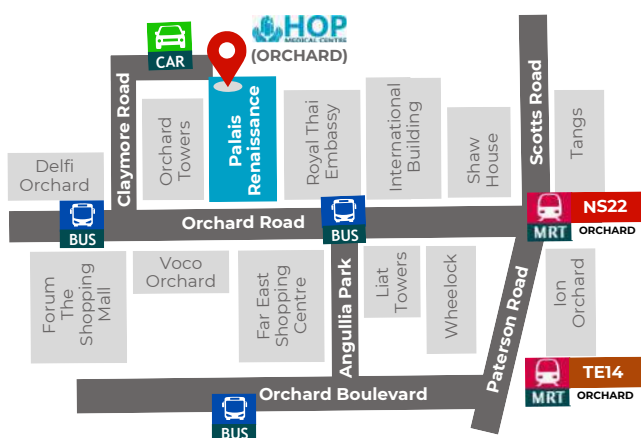 HOP
MEDICAL CENTRE
(ORCHARD)
CAR
Claymore Road
Scotts Road
Delfi
Orchard
Orchard
Towers
Palais
Renaissance
Royal Thai
Embassy
International
Building
Shaw
House
Tangs
BUS
Orchard Road
BUS
MRT
NS22
ORCHARD
Forum
The
Shopping
Mall
Voco
Orchard
Far East
Shopping
Centre
Angullia Park
Liat
Towers
Wheelock
Paterson Road
Ion
Orchard
MRT
TE14
ORCHARD
Orchard Boulevard
BUS